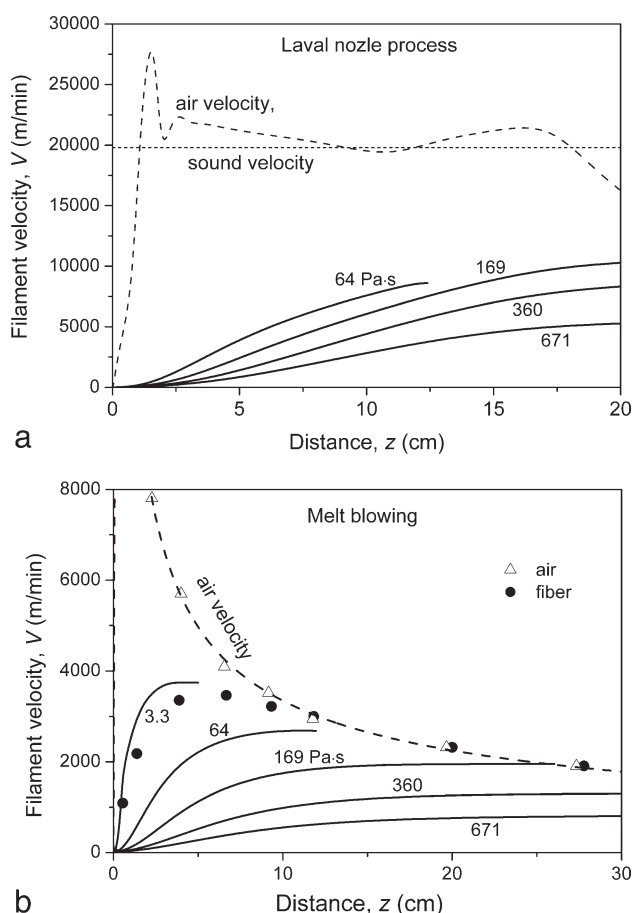 Laval nozle process
30000
25000
20000
15000
10000
5000
0
Filament velocity, V (m/min)
air velocity,
sound velocity
64 Pa·s
169
360
671
0 5 10 15 20
Distance, z (cm)
a
Melt blowing
8000
6000
4000
2000
0
Filament velocity, V (m/min)
air velocity
air
fiber
3.3
64
169 Pa·s
360
671
0 10 20 30
Distance, z (cm)
b